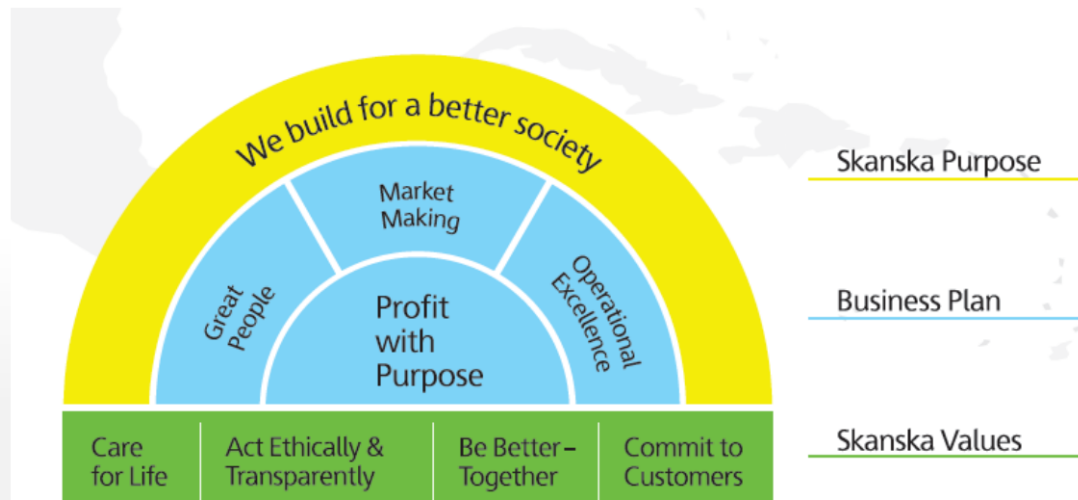 We build for a better society
Market
Making
Great
People
Operational
Excellence
Profit
with
Purpose
Care
for Life
Act Ethically &
Transparently
Be Better–
Together
Commit to
Customers
Skanska Purpose
Business Plan
Skanska Values